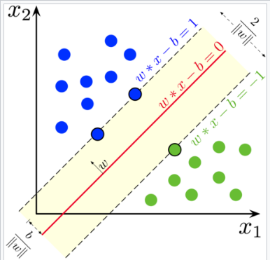 x₂
w * x − b = 1
2
‖w‖
w * x − b = 0
w * x − b = −1
w
b
‖w‖
x₁